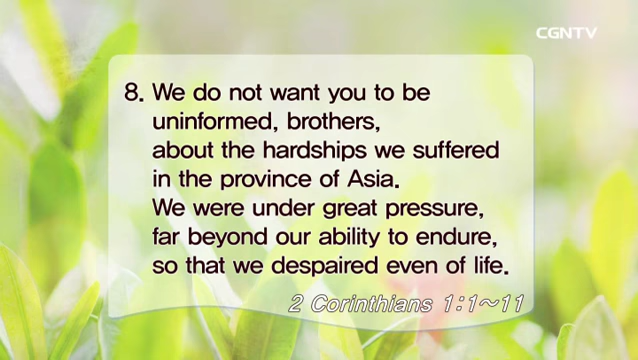 CGNTV
8. We do not want you to be
uninformed, brothers,
about the hardships we suffered
in the province of Asia.
We were under great pressure,
far beyond our ability to endure,
so that we despaired even of life.
2 Corinthians 1:1~11